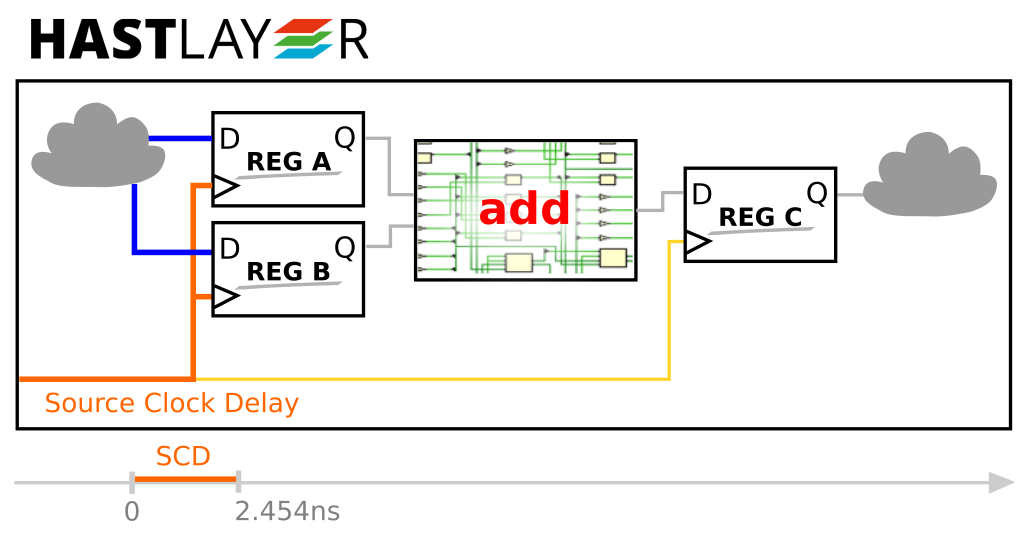 HASTLAYER
D Q
REG A
D Q
REG B
add
D Q
REG C
Source Clock Delay
SCD
0 2.454ns